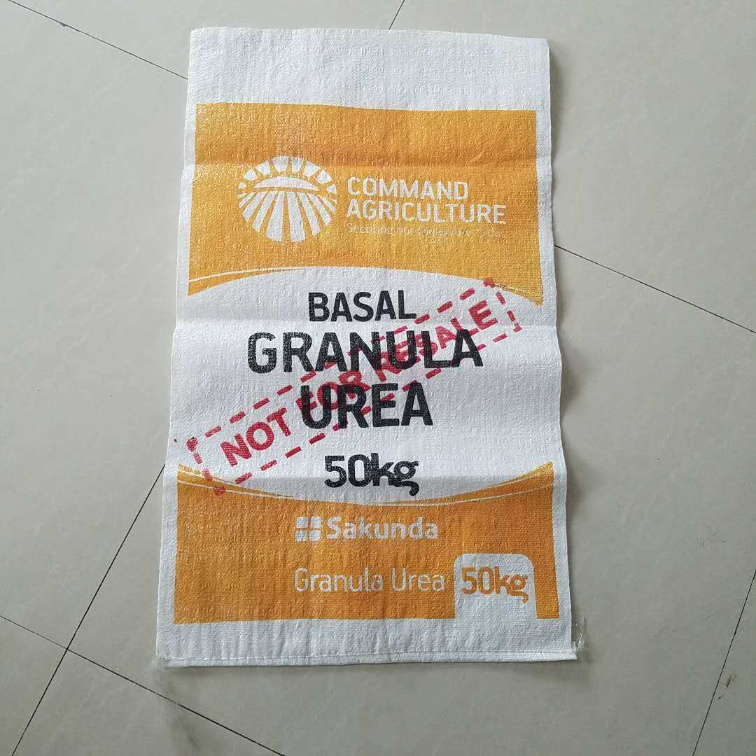 COMMAND
AGRICULTURE
BASAL
GRANULA
UREA
NOT FOR RESALE
50kg
Sakunda
Granula Urea 50kg